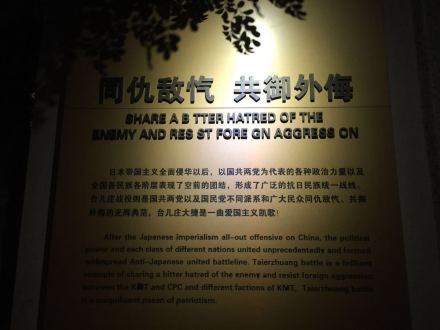 同仇敌忾 共御外侮
SHARE A B TTER HATRED OF THE
ENEMY AND RES ST FORE GN AGGRESS ON
日本帝国主义全面侵华以后，以国共两党为代表的各种政治力量以及
全国各民族各阶层表现了空前的团结，形成了广泛的抗日民族统一战线。
台儿庄战役则是国共两党以及国民党不同派系和广大民众同仇敌忾、共御
外侮的光辉典范，台儿庄大捷是一曲爱国主义凯歌！
After the Japanese imperialism all-out offensive on China, the political
power and each class of different nations united unprecedentedly and formed
widespread Anti-Japanese united battleline. Taierzhuang battle is a brilliant
example of sharing a bitter hatred of the enemy and resist foreign aggression
between the KMT and CPC and different factions of KMT, Taierzhuang battle
is a magnificent paean of patriotism.